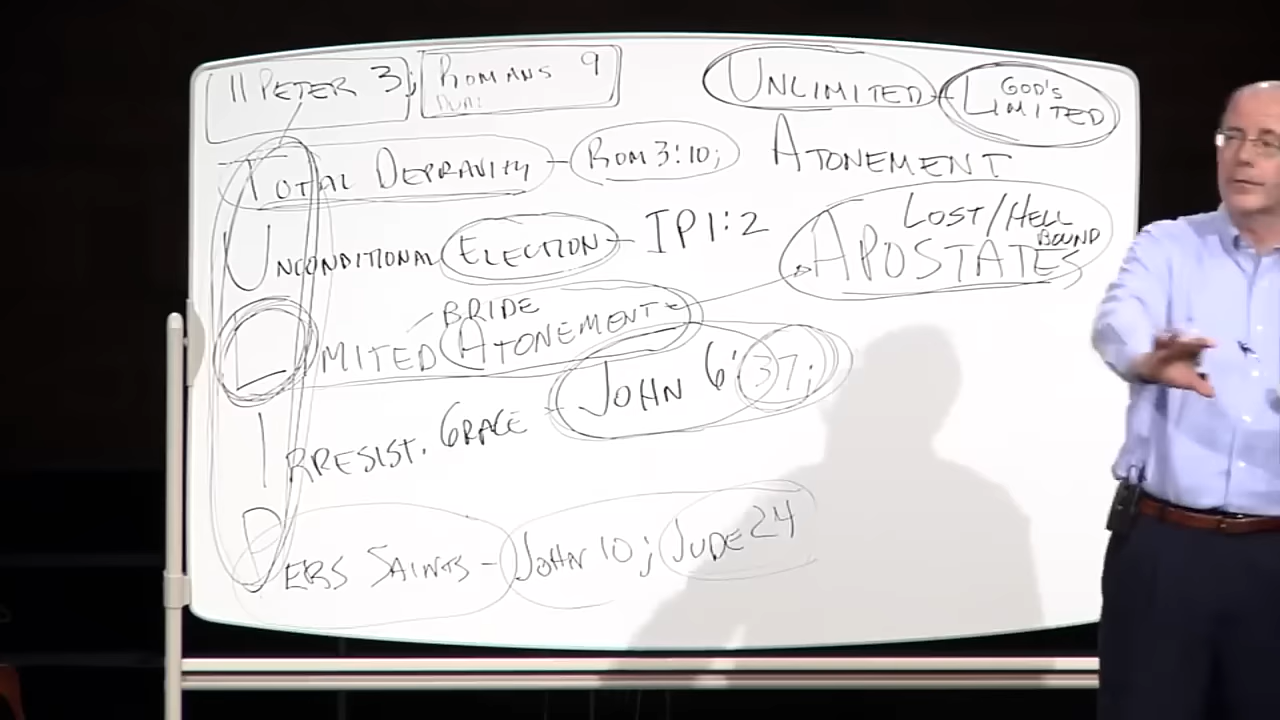 II PETER 3; ROMANS 9
UNLIMITED - GOD'S LIMITED
ATONEMENT
TOTAL DEPRAVITY - ROM 3:10;
UNCONDITIONAL ELECTION - I P 1:2
LOST/HELL BOUND
APOSTATES
BRIDE
LIMITED ATONEMENT
IRRESIST. GRACE - JOHN 6:37;
PERS SAINTS - JOHN 10; JUDE 24